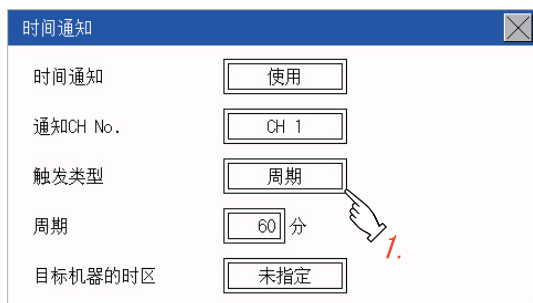 时间通知
时间通知 使用
通知CH No. CH 1
触发类型 周期
周期 60 分
1.
目标机器的时区 未指定